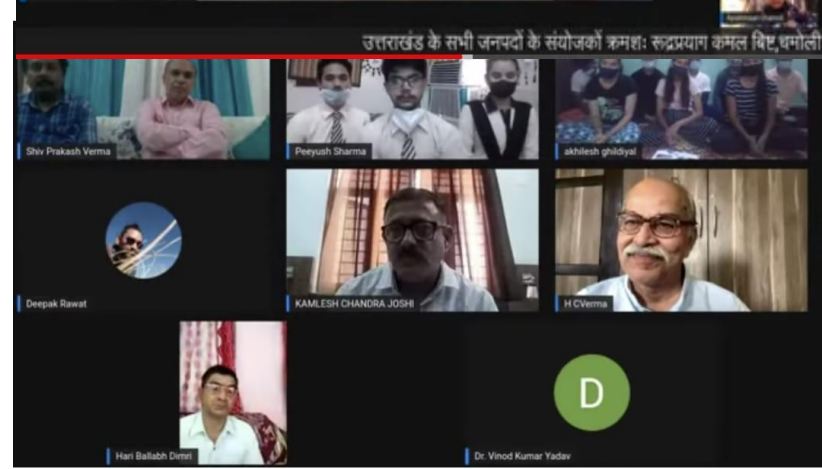 उत्तराखंड के सभी जनपदों के संयोजकों क्रमशः रूद्रप्रयाग कमल बिष्ट,चमोली
Shiv Prakash Verma
Peeyush Sharma
akhilesh ghildiyal
Deepak Rawat
KAMLESH CHANDRA JOSHI
H CVerma
Hari Ballabh Dimri
D
Dr. Vinod Kumar Yadav